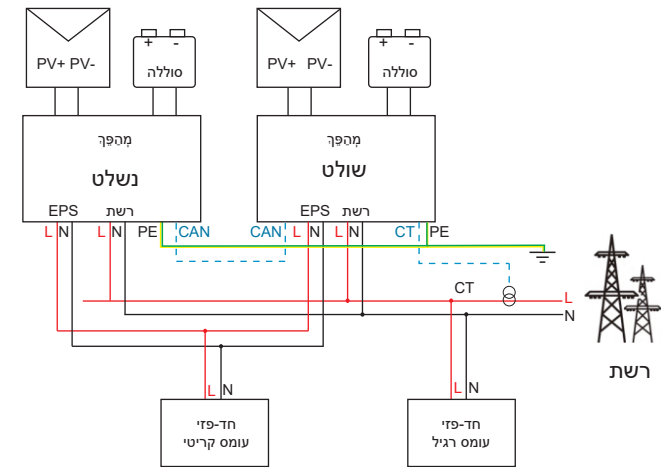 PV+ PV-
+ -
סוללה
PV+ PV-
+ -
סוללה
מְהַפֵּךְ
נשלט
מְהַפֵּךְ
שולט
EPS רשת
EPS רשת
L N L N PE CAN
CAN L N L N CT PE
CT
L
N
רשת
L N
L N
חד-פזי
עומס קריטי
חד-פזי
עומס רגיל